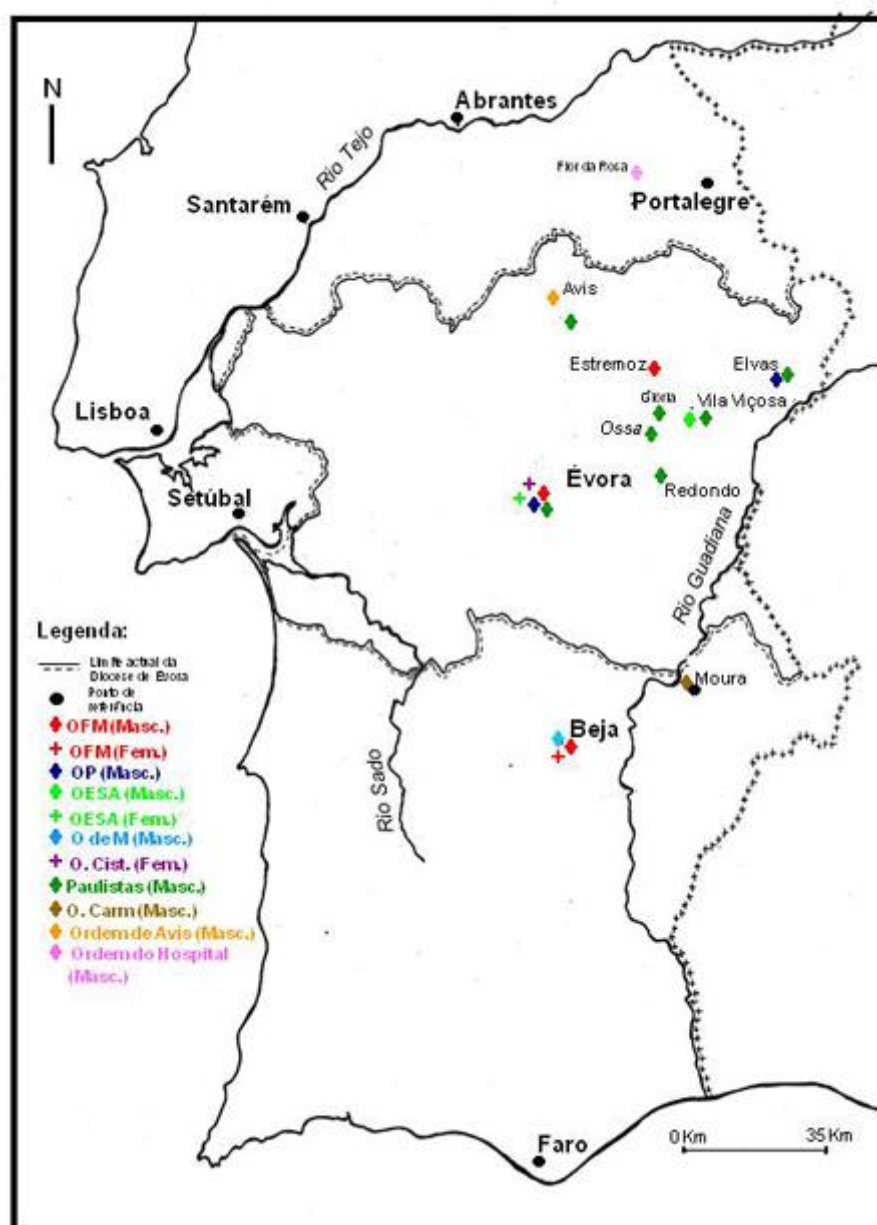 N
Abrantes
Rio Tejo
Flor da Rosa
Portalegre
Santarém
Avis
Estremoz
Elvas
Lisboa
Gloria
Vila Viçosa
Ossa
Évora
Redondo
Setúbal
Rio Guadiana
Legenda:
Limite actual da
Diocese de Évora
Ponto de
referência
OFM (Masc.)
OFM (Fem.)
OP (Masc.)
OESA (Masc.)
OESA (Fem.)
O de M (Masc.)
O. Cist. (Fem.)
Paulistas (Masc.)
O. Carm (Masc.)
Ordem de Avis (Masc.)
Ordem do Hospital
(Masc.)
Moura
Beja
Rio Sado
Faro
0 Km
35 Km